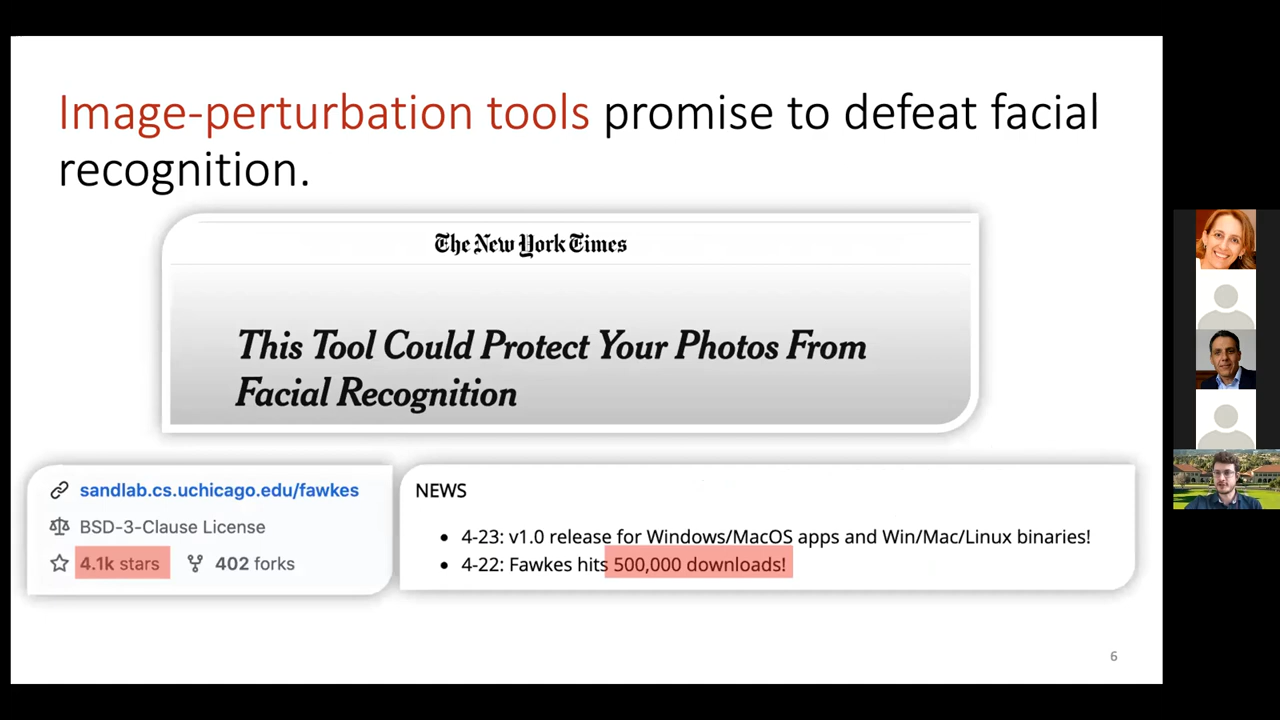 Image-perturbation tools promise to defeat facial
recognition.
The New York Times
This Tool Could Protect Your Photos From
Facial Recognition
sandlab.cs.uchicago.edu/fawkes
BSD-3-Clause License
4.1k stars 402 forks
NEWS
• 4-23: v1.0 release for Windows/MacOS apps and Win/Mac/Linux binaries!
• 4-22: Fawkes hits 500,000 downloads!
6